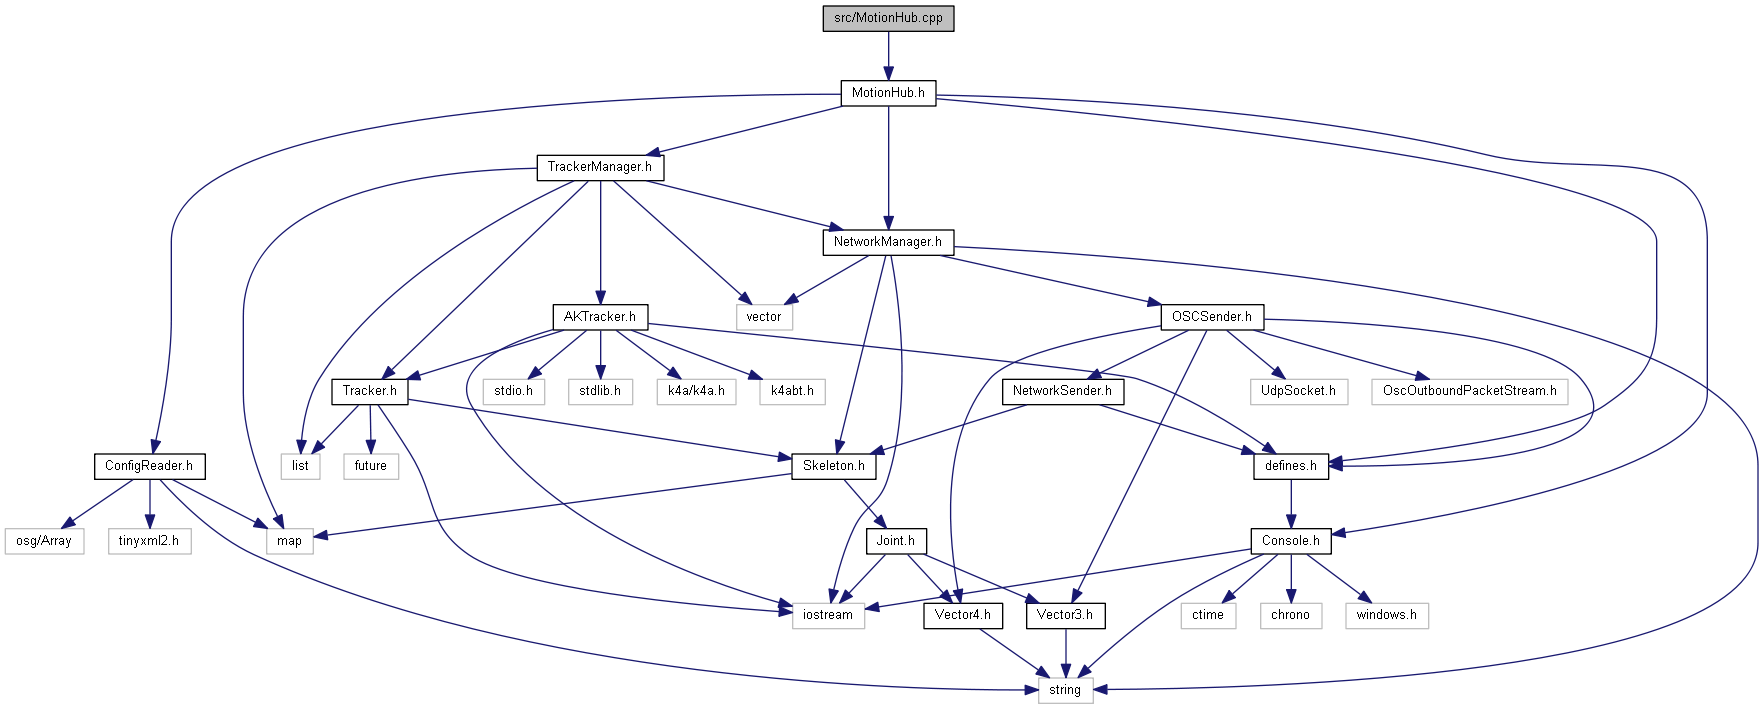 src/MotionHub.cpp
MotionHub.h
TrackerManager.h
NetworkManager.h
AKTracker.h
vector
OSCSender.h
Tracker.h
stdio.h
stdlib.h
k4a/k4a.h
k4abt.h
NetworkSender.h
UdpSocket.h
OscOutboundPacketStream.h
ConfigReader.h
list
future
Skeleton.h
defines.h
osg/Array
tinyxml2.h
map
Joint.h
Console.h
iostream
Vector4.h
Vector3.h
ctime
chrono
windows.h
string